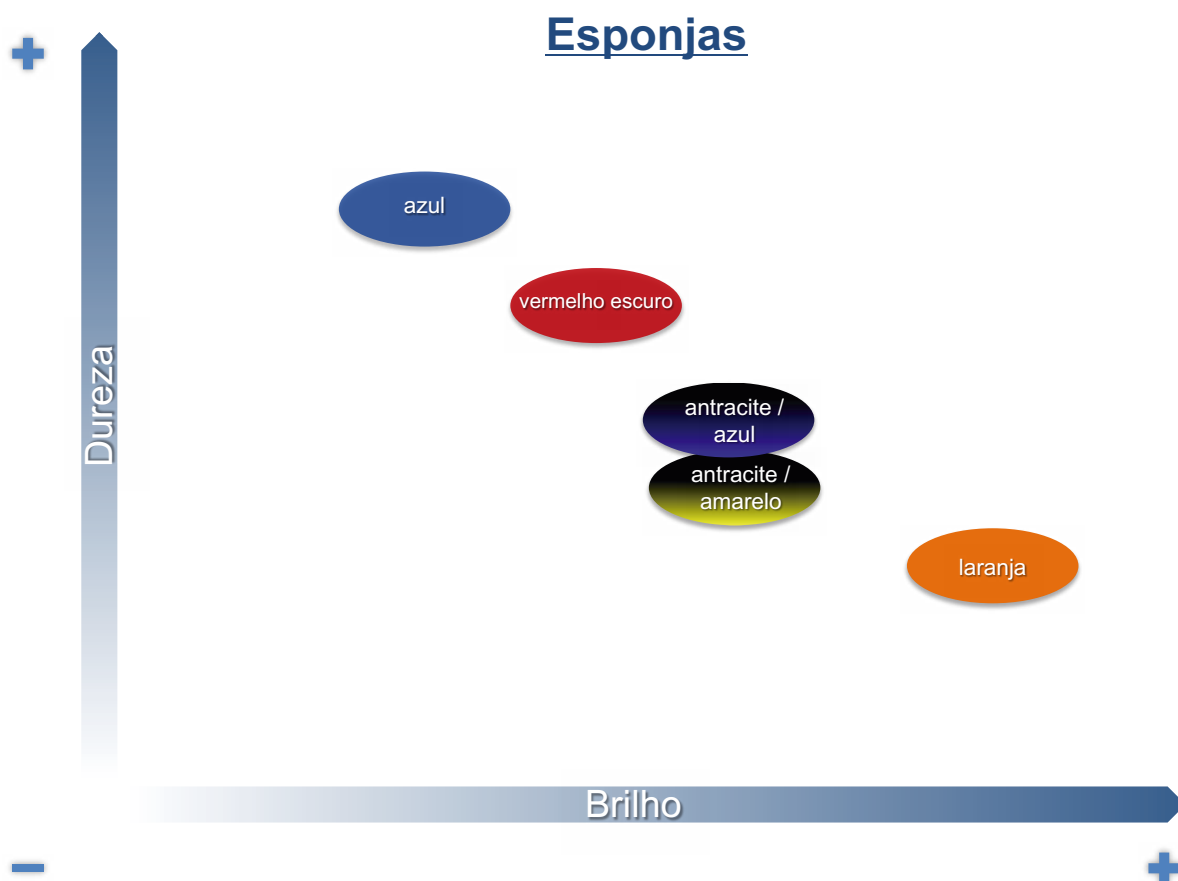 Esponjas
azul
vermelho escuro
antracite /
azul
antracite /
amarelo
laranja
Dureza
Brilho